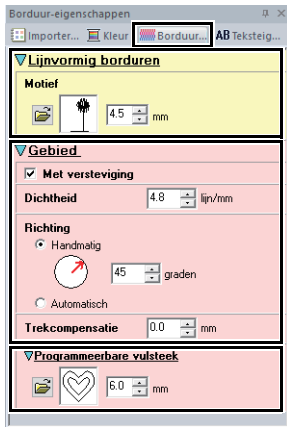 Borduur-eigenschappen
Importer... Kleur Borduur... AB Teksteig...
Lijnvormig borduren
Motief
4.5 mm
Gebied
Met versteviging
Dichtheid 4.8 lijn/mm
Richting
Handmatig
45 graden
Automatisch
Trekcompensatie 0.0 mm
Programmeerbare vulsteek
6.0 mm